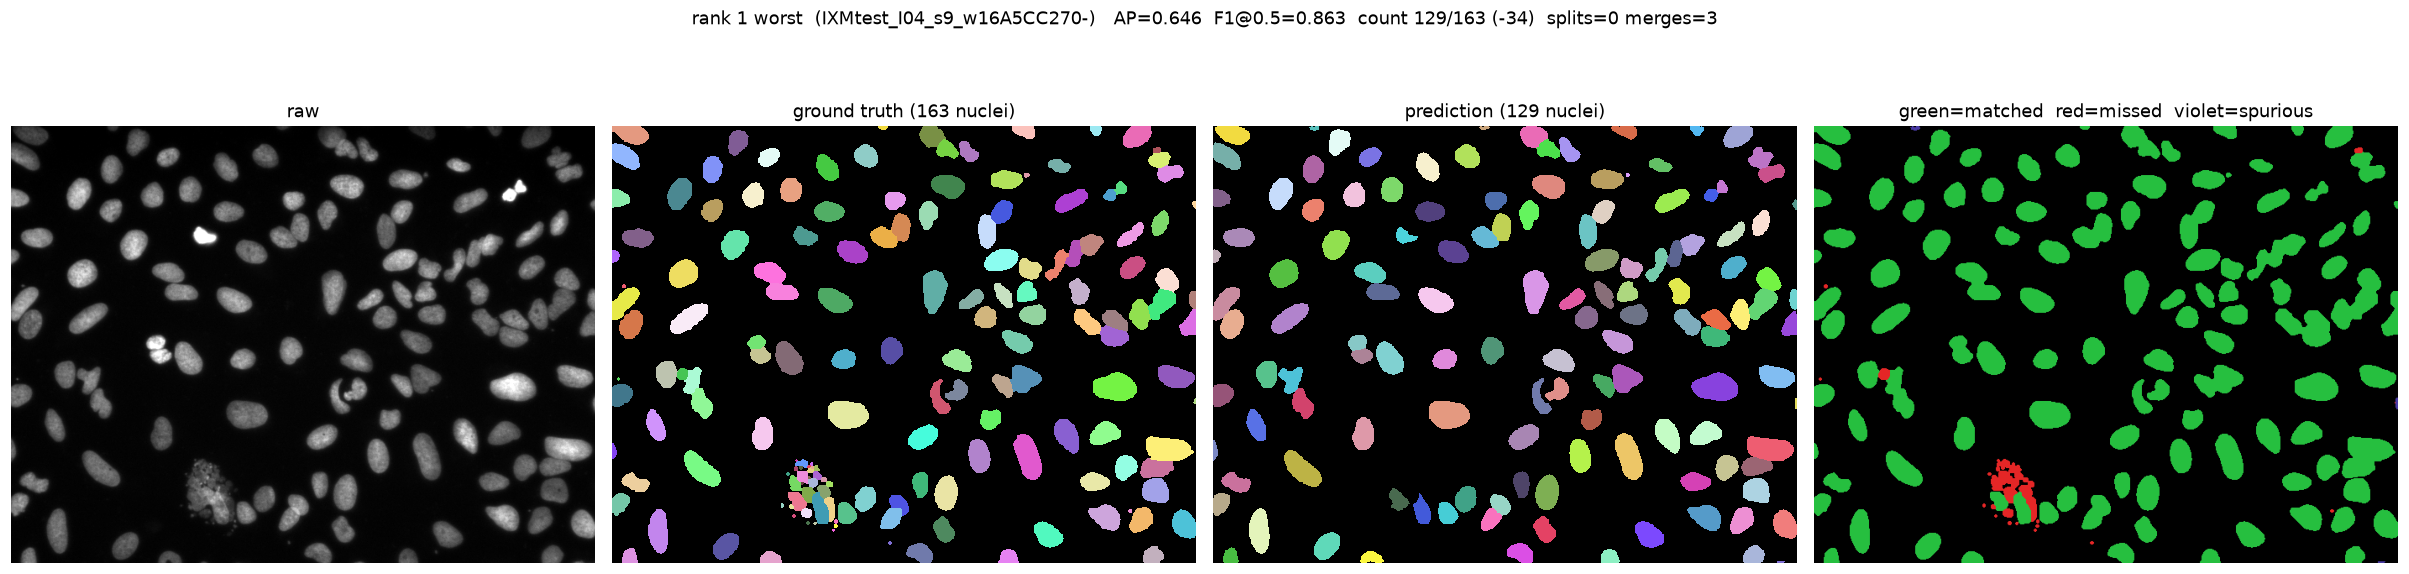 rank 1 worst  (IXMtest_I04_s9_w16A5CC270-)   AP=0.646  F1@0.5=0.863  count 129/163 (-34)  splits=0 merges=3
raw
ground truth (163 nuclei)
prediction (129 nuclei)
green=matched  red=missed  violet=spurious